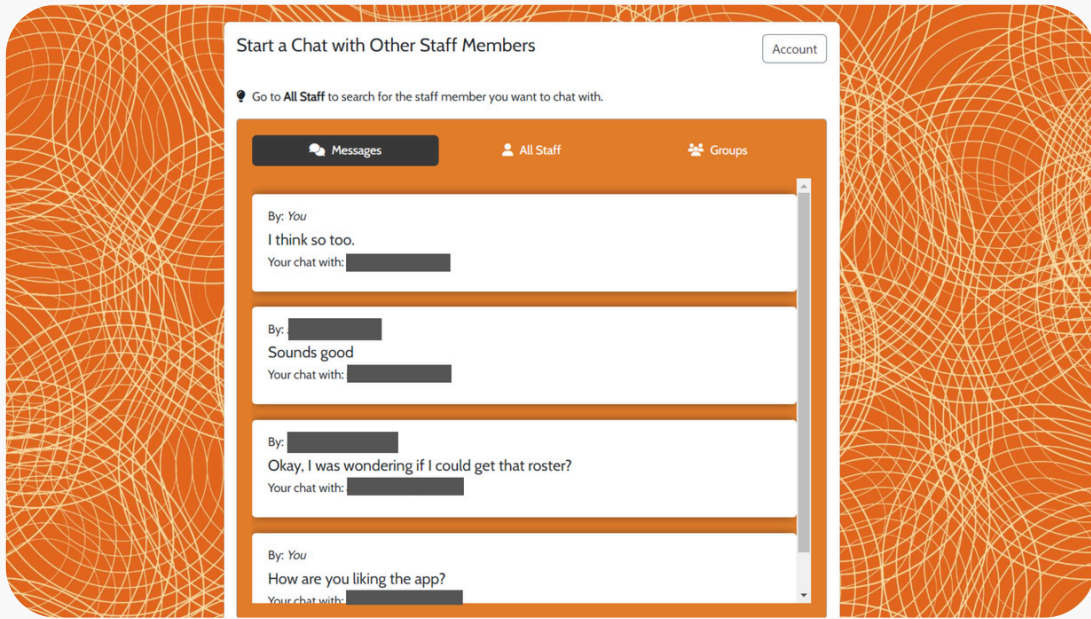 Start a Chat with Other Staff Members
Account
Go to All Staff to search for the staff member you want to chat with.
Messages
All Staff
Groups
By: You
I think so too.
Your chat with:
By:
Sounds good
Your chat with:
By:
Okay, I was wondering if I could get that roster?
Your chat with:
By: You
How are you liking the app?
Your chat with: